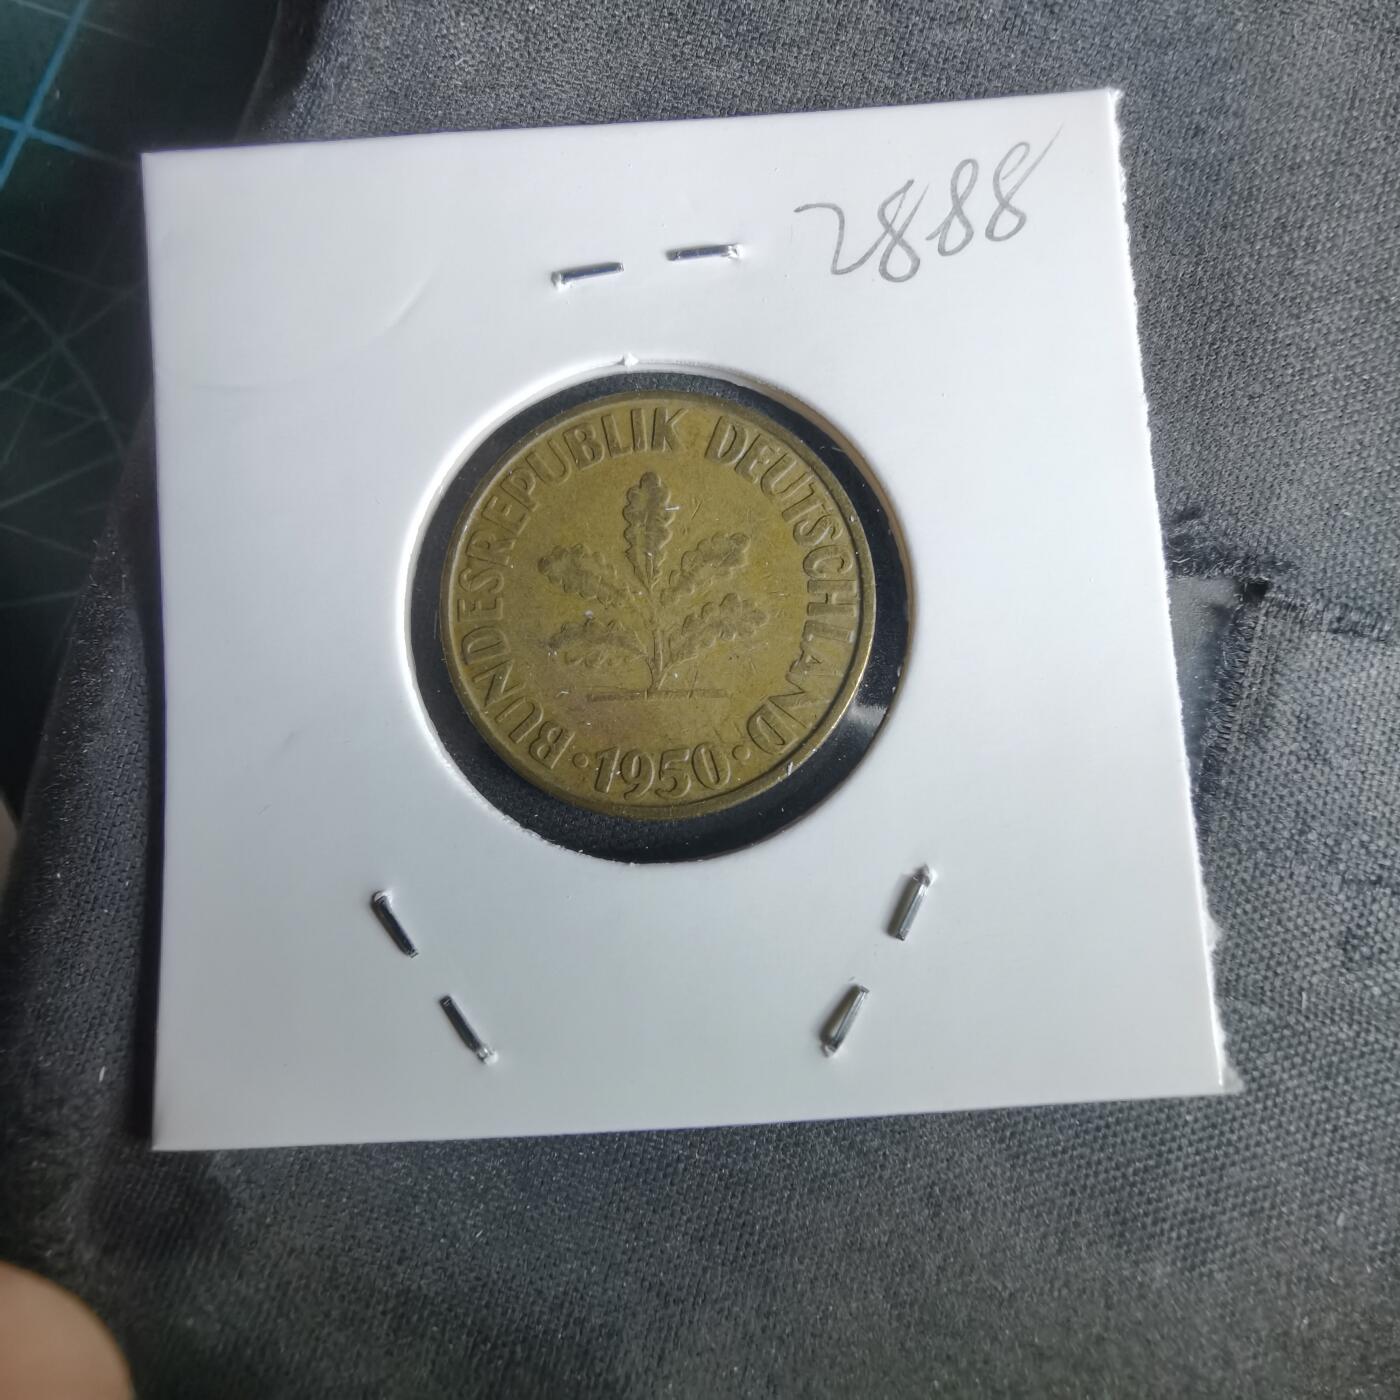 2888
BUNDESREPUBLIK DEUTSCHLAND
· 1950 ·